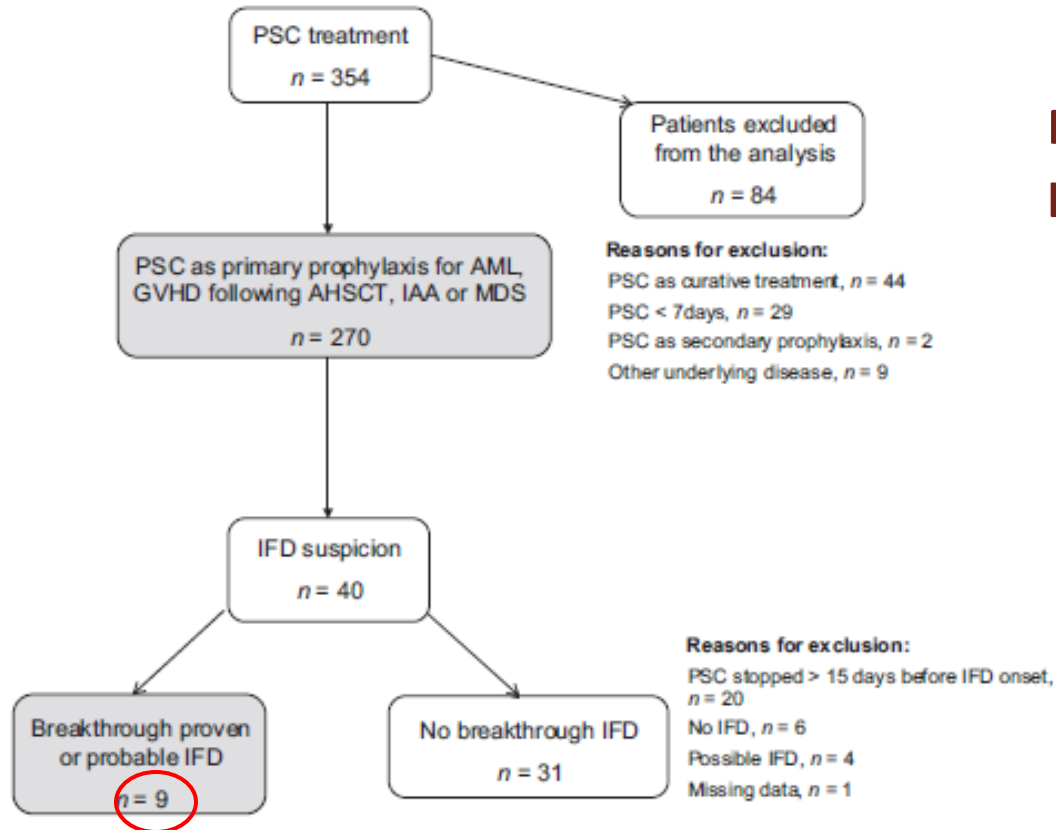 PSC treatment
n = 354
Patients excluded
from the analysis
n = 84
Reasons for exclusion:
PSC as curative treatment, n = 44
PSC < 7days, n = 29
PSC as secondary prophylaxis, n = 2
Other underlying disease, n = 9
PSC as primary prophylaxis for AML,
GVHD following AHSCT, IAA or MDS
n = 270
IFD suspicion
n = 40
Breakthrough proven
or probable IFD
n = 9
No breakthrough IFD
n = 31
Reasons for exclusion:
PSC stopped > 15 days before IFD onset,
n = 20
No IFD, n = 6
Possible IFD, n = 4
Missing data, n = 1